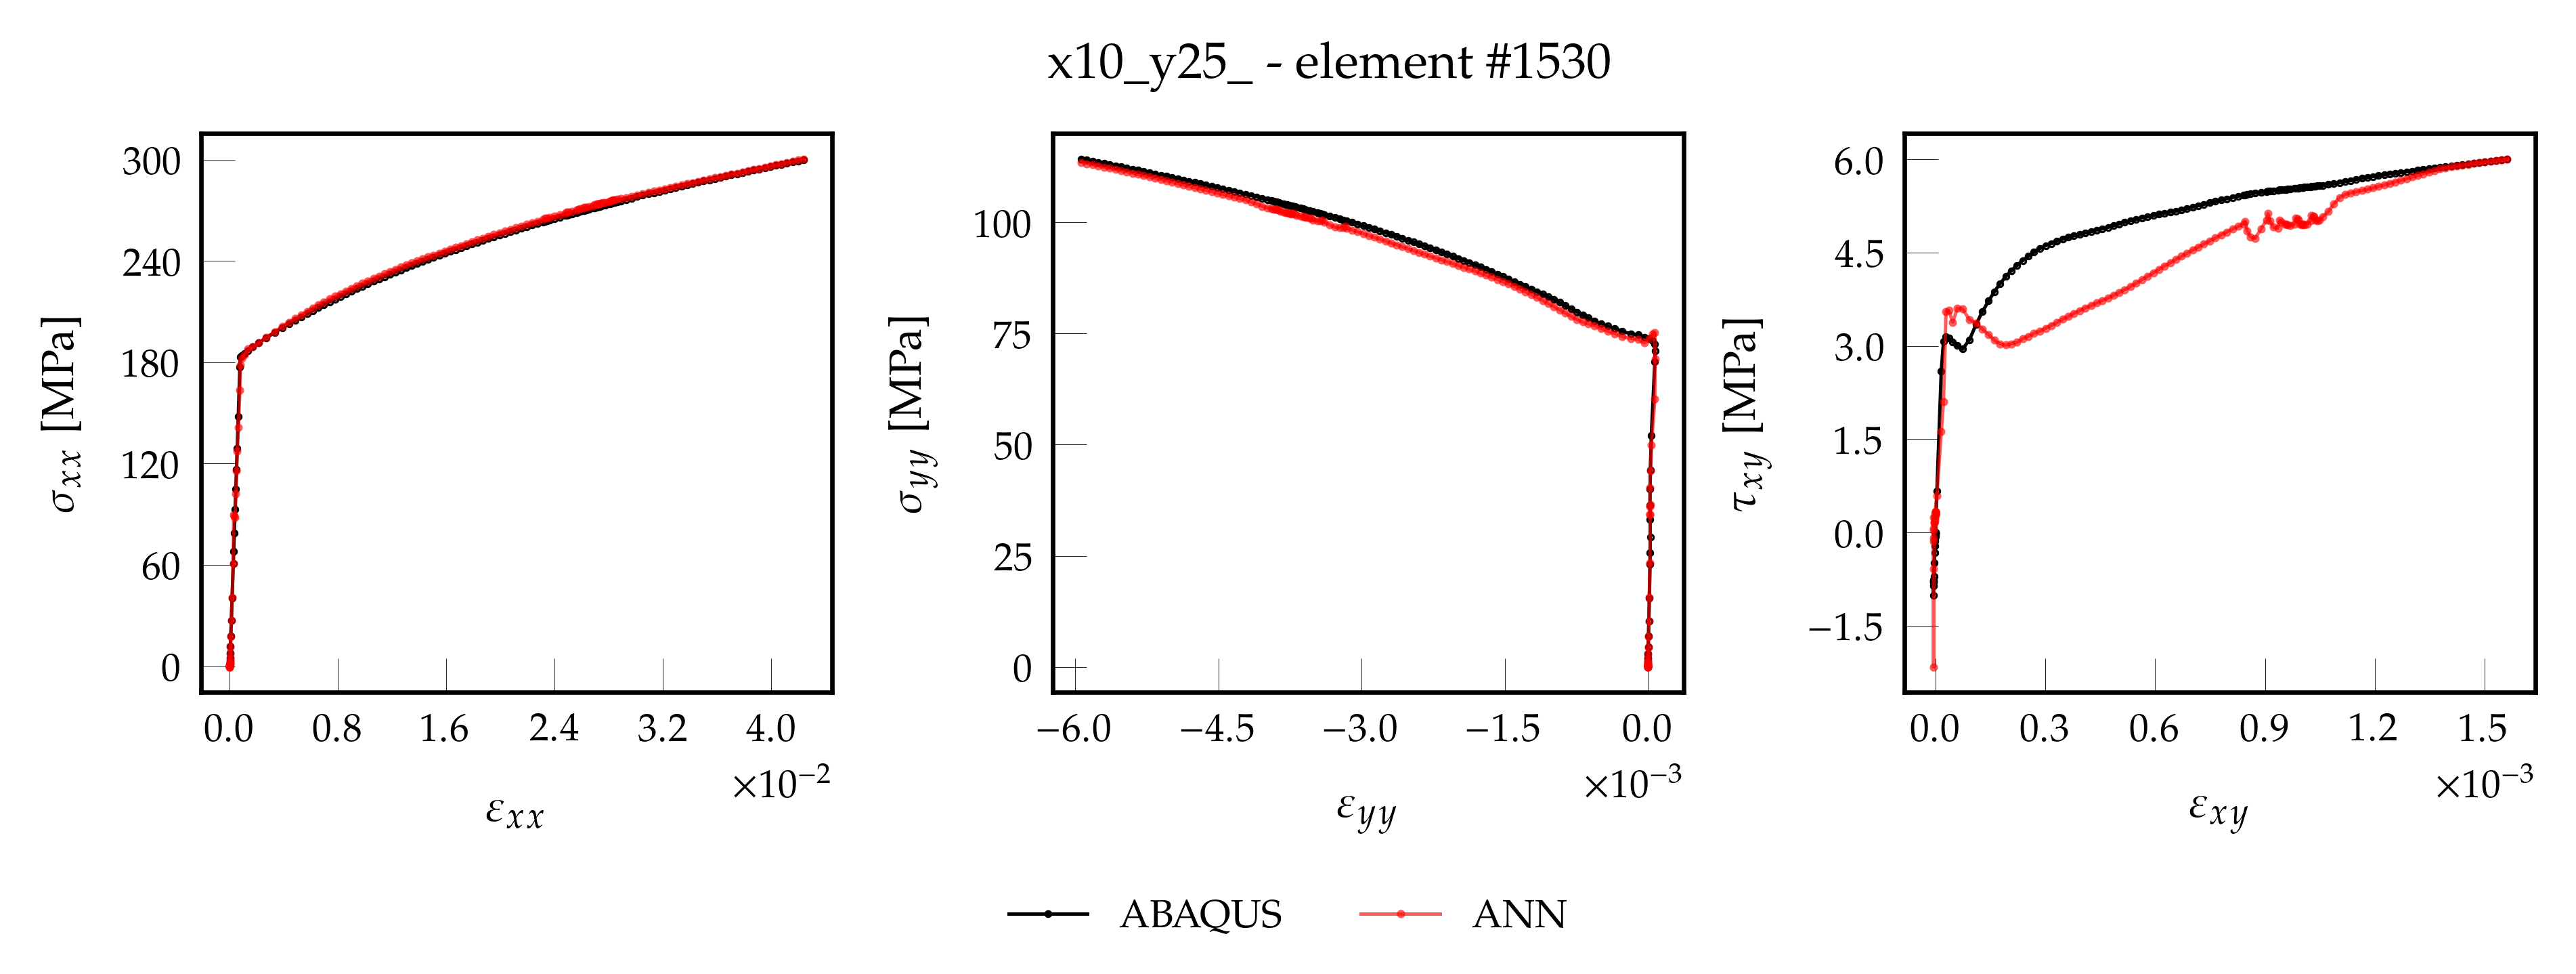 x10_y25_ - element #1530
σxx [MPa]
300
240
180
120
60
0
0.0 0.8 1.6 2.4 3.2 4.0
×10⁻²
εxx
σyy [MPa]
100
75
50
25
0
−6.0 −4.5 −3.0 −1.5 0.0
×10⁻³
εyy
τxy [MPa]
6.0
4.5
3.0
1.5
0.0
−1.5
0.0 0.3 0.6 0.9 1.2 1.5
×10⁻³
εxy
ABAQUS ANN